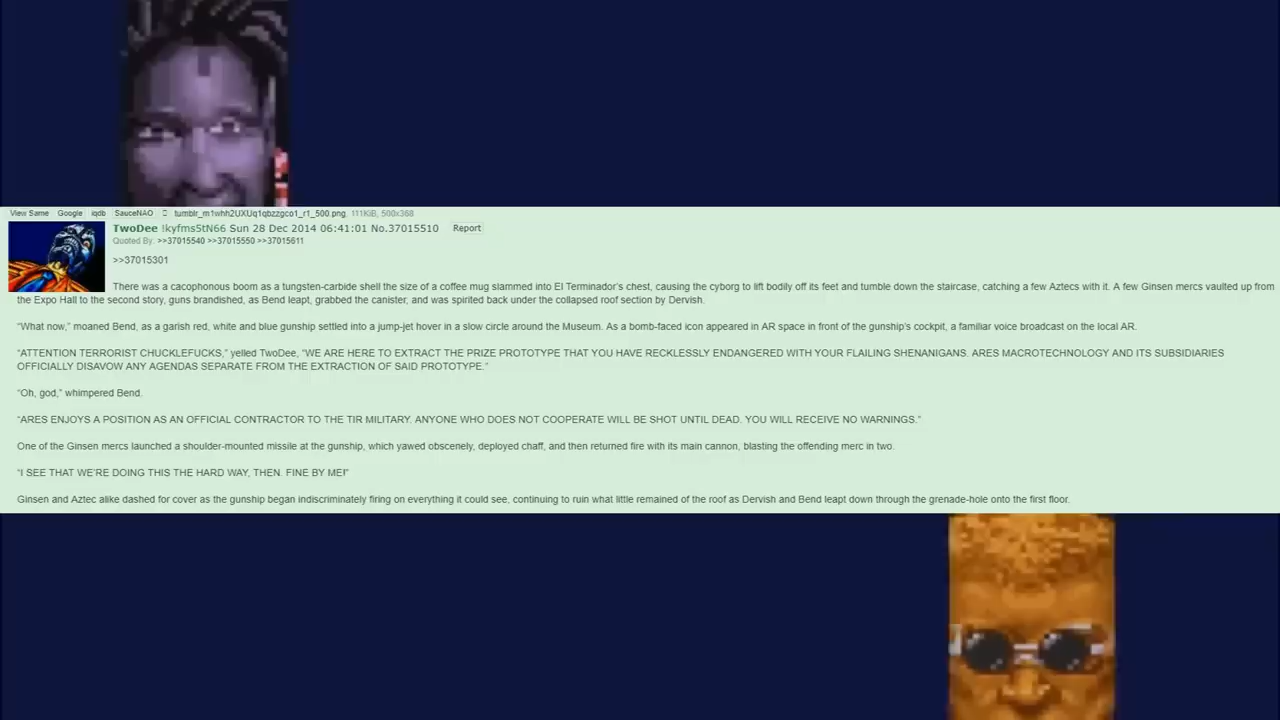 View Same Google iqdb SauceNAO tumblr_m1whh2UXUq1qbzzgco1_r1_500.png, 111KiB, 500x368
TwoDee !kyfms5tN66 Sun 28 Dec 2014 06:41:01 No.37015510 Report
Quoted By: >>37015540 >>37015550 >>37015611
>>37015301
There was a cacophonous boom as a tungsten-carbide shell the size of a coffee mug slammed into El Terminador's chest, causing the cyborg to lift bodily off its feet and tumble down the staircase, catching a few Aztecs with it. A few Ginsen mercs vaulted up from
the Expo Hall to the second story, guns brandished, as Bend leapt, grabbed the canister, and was spirited back under the collapsed roof section by Dervish.
“What now,” moaned Bend, as a garish red, white and blue gunship settled into a jump-jet hover in a slow circle around the Museum. As a bomb-faced icon appeared in AR space in front of the gunship's cockpit, a familiar voice broadcast on the local AR.
“ATTENTION TERRORIST CHUCKLEFUCKS,” yelled TwoDee, “WE ARE HERE TO EXTRACT THE PRIZE PROTOTYPE THAT YOU HAVE RECKLESSLY ENDANGERED WITH YOUR FLAILING SHENANIGANS. ARES MACROTECHNOLOGY AND ITS SUBSIDIARIES
OFFICIALLY DISAVOW ANY AGENDAS SEPARATE FROM THE EXTRACTION OF SAID PROTOTYPE.”
“Oh, god,” whimpered Bend.
“ARES ENJOYS A POSITION AS AN OFFICIAL CONTRACTOR TO THE TIR MILITARY. ANYONE WHO DOES NOT COOPERATE WILL BE SHOT UNTIL DEAD. YOU WILL RECEIVE NO WARNINGS.”
One of the Ginsen mercs launched a shoulder-mounted missile at the gunship, which yawed obscenely, deployed chaff, and then returned fire with its main cannon, blasting the offending merc in two.
“I SEE THAT WE'RE DOING THIS THE HARD WAY, THEN. FINE BY ME!”
Ginsen and Aztec alike dashed for cover as the gunship began indiscriminately firing on everything it could see, continuing to ruin what little remained of the roof as Dervish and Bend leapt down through the grenade-hole onto the first floor.